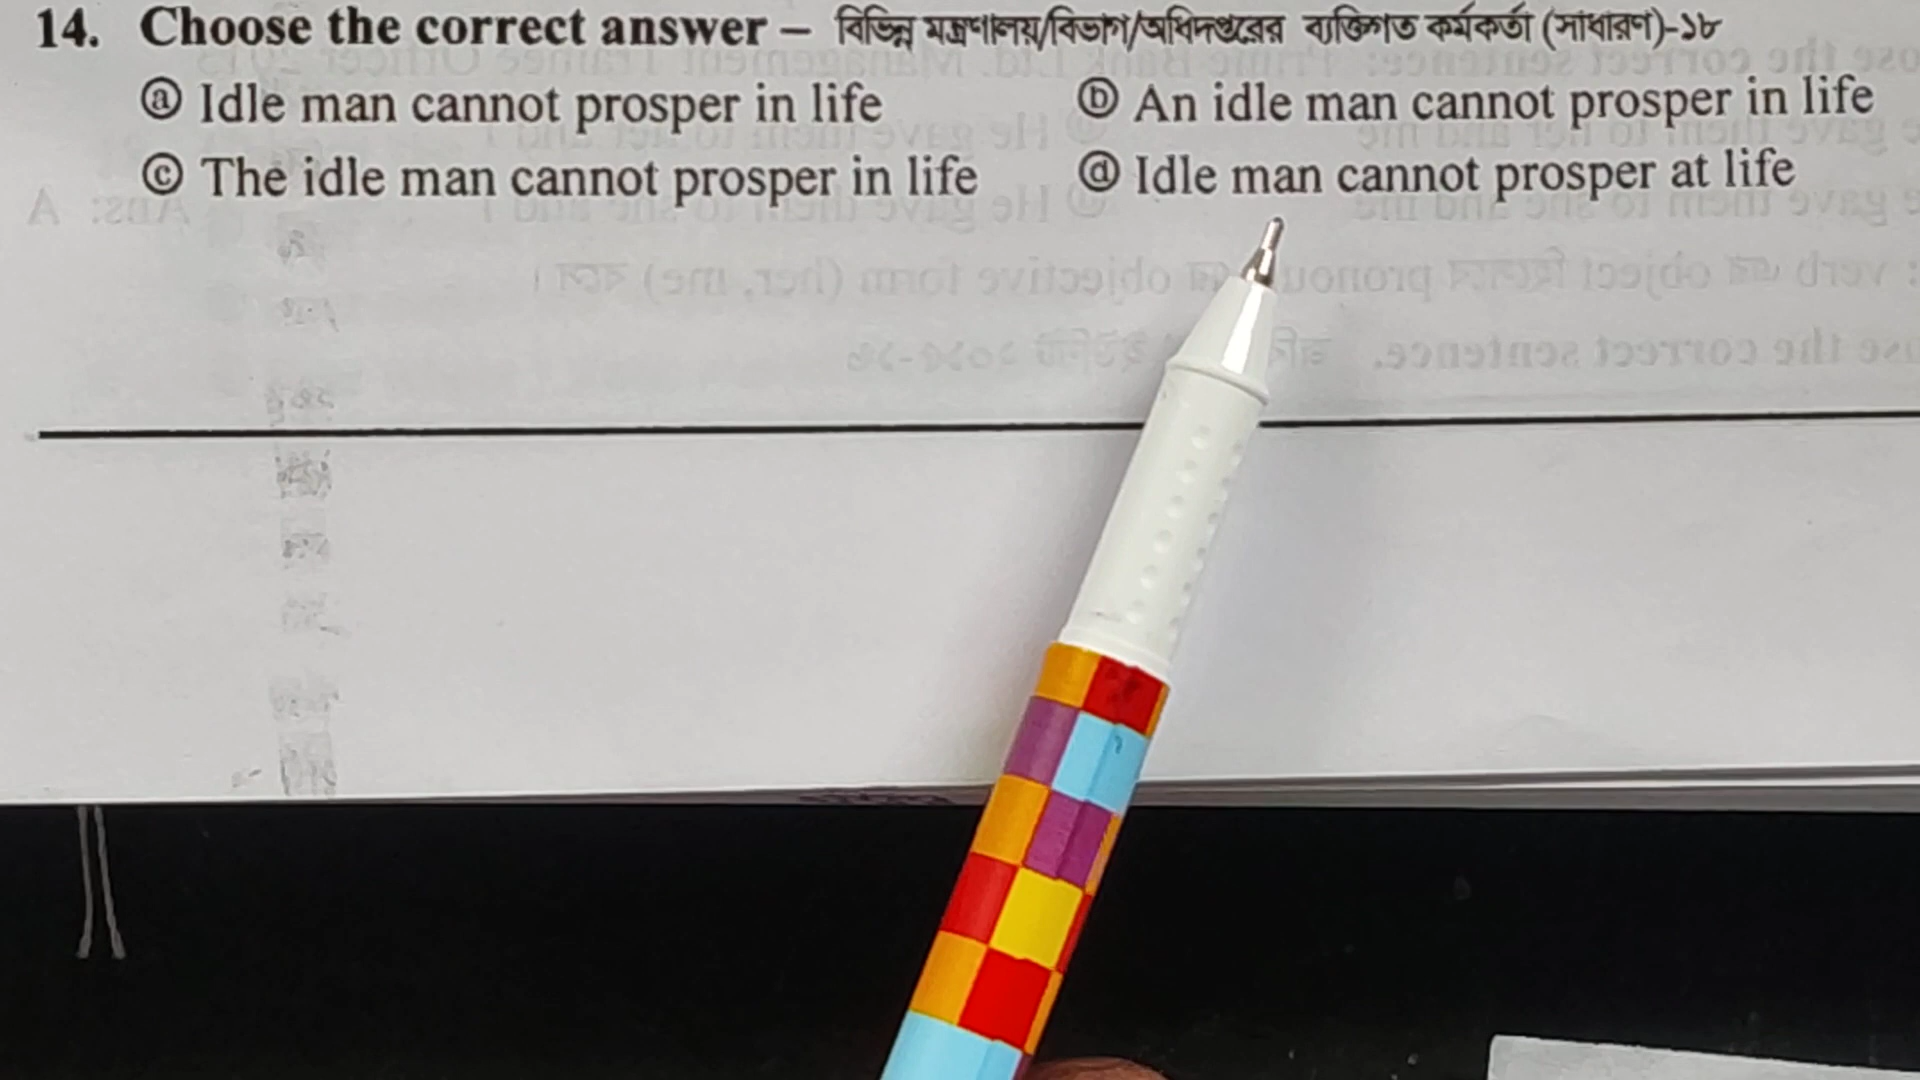 14. Choose the correct answer – বিভিন্ন মন্ত্রণালয়/বিভাগ/অধিদপ্তরের ব্যক্তিগত কর্মকর্তা (সাধারণ)-১৮
ⓐ Idle man cannot prosper in life ⓑ An idle man cannot prosper in life
ⓒ The idle man cannot prosper in life ⓓ Idle man cannot prosper at life